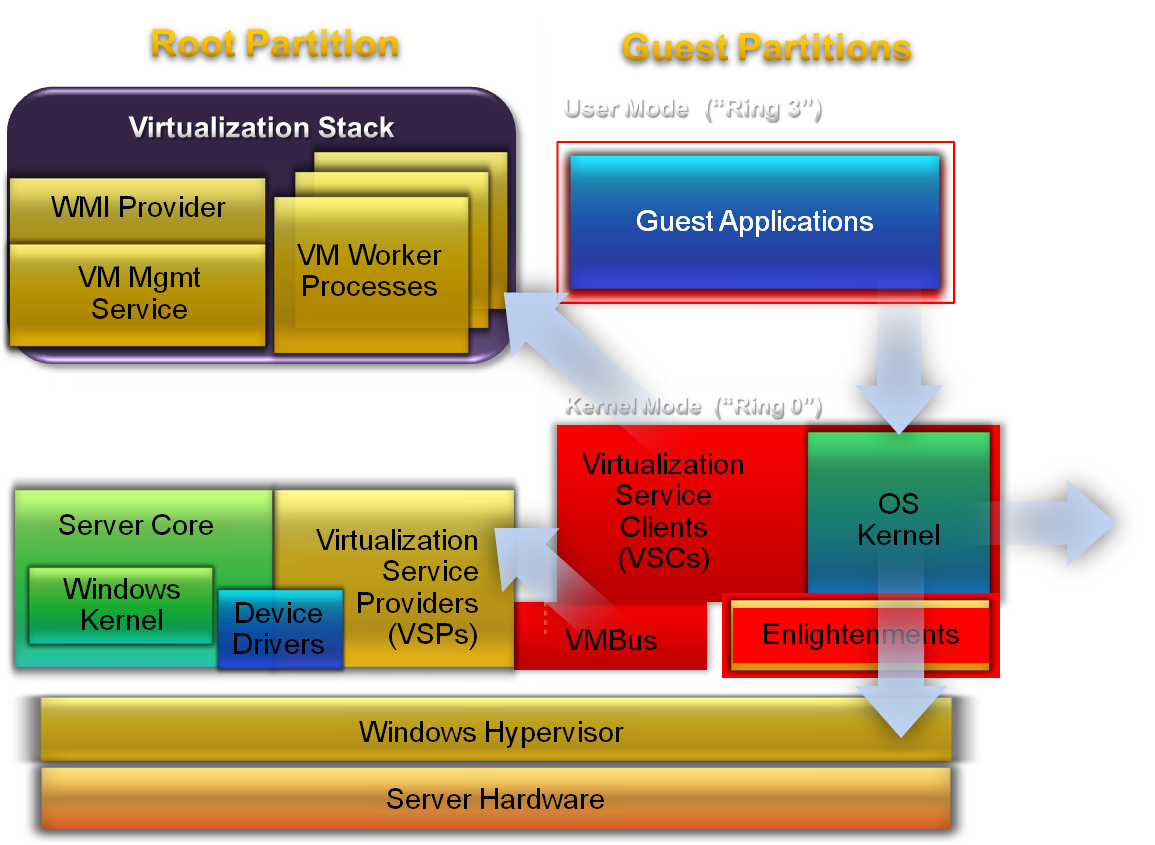 Root Partition
Guest Partitions
User Mode (“Ring 3”)
Virtualization Stack
WMI Provider
VM Mgmt
Service
VM Worker
Processes
Guest Applications
Kernel Mode (“Ring 0”)
Virtualization
Service
Clients
(VSCs)
OS
Kernel
Server Core
Windows
Kernel
Device
Drivers
Virtualization
Service
Providers
(VSPs)
VMBus
Enlightenments
Windows Hypervisor
Server Hardware